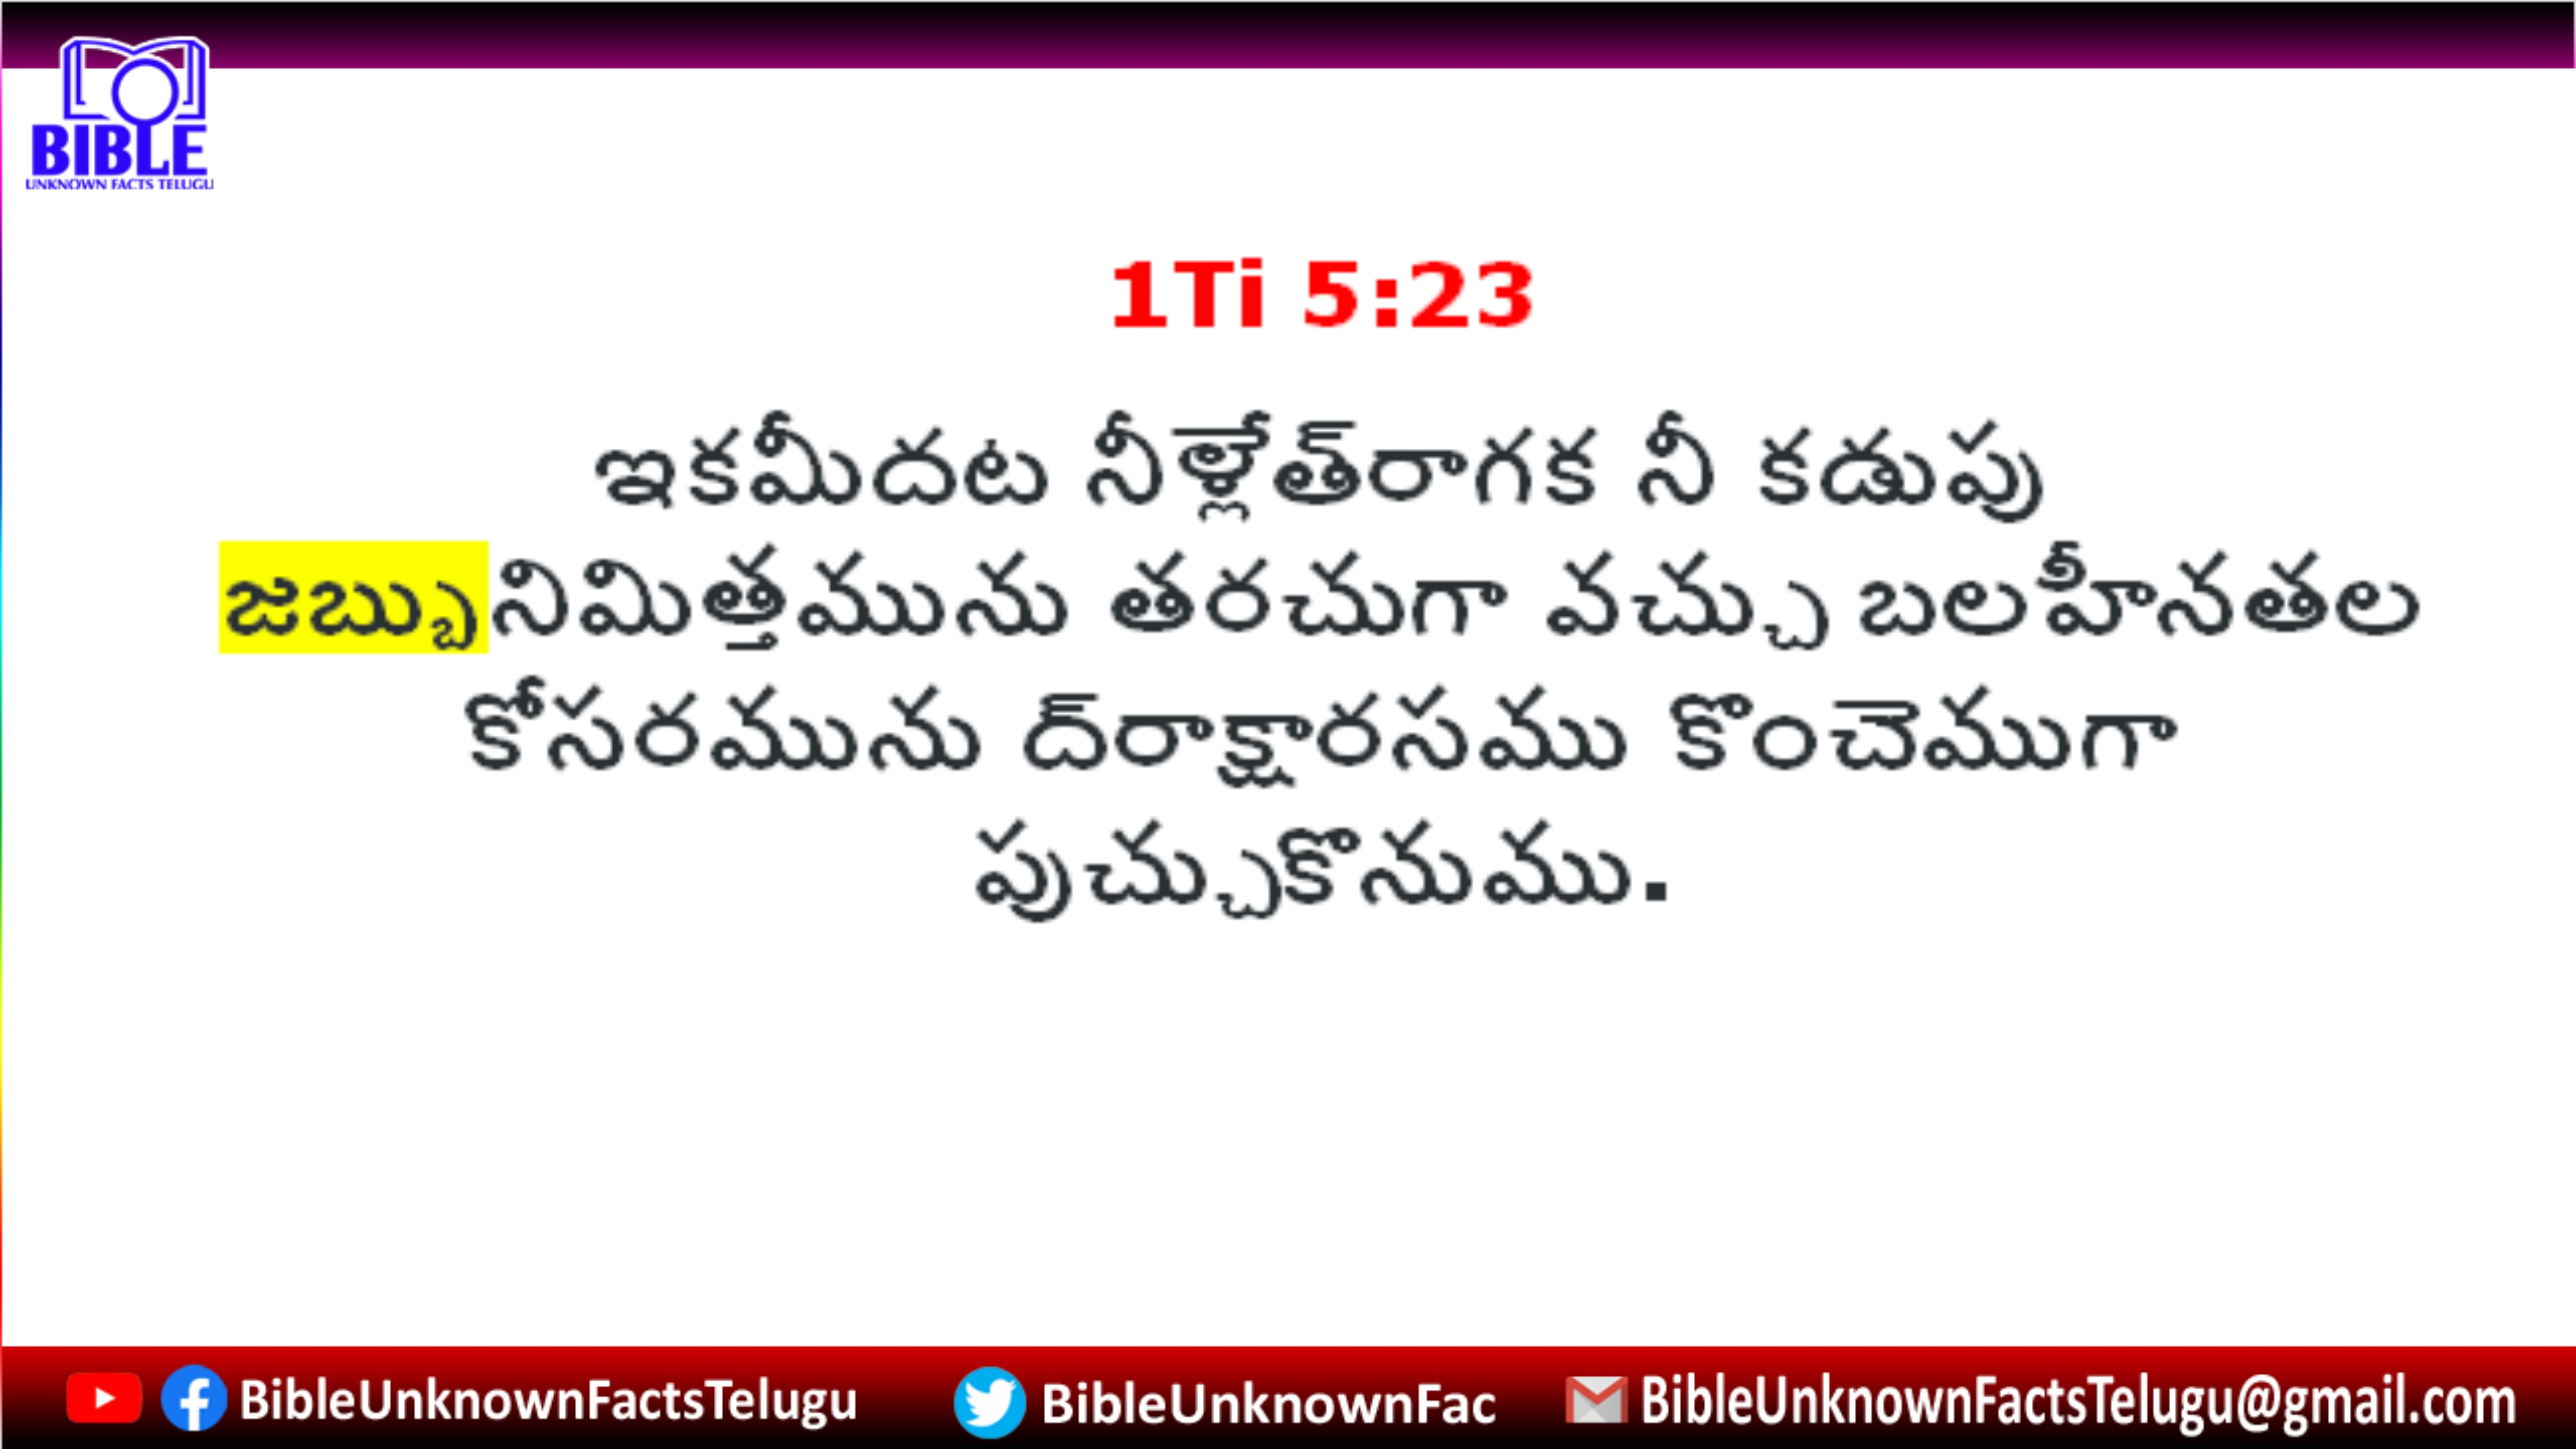 BIBLE
UNKNOWN FACTS TELUGU
1Ti 5:23
ఇకమీదట నీళ్లేత్‌రాగక నీ కడుపు
జబ్బునిమిత్తమును తరచుగా వచ్చు బలహీనతల
కోసరమును ద్‌రాక్షారసము కొంచెముగా
పుచ్చుకొనుము.
BibleUnknownFactsTelugu BibleUnknownFac BibleUnknownFactsTelugu@gmail.com